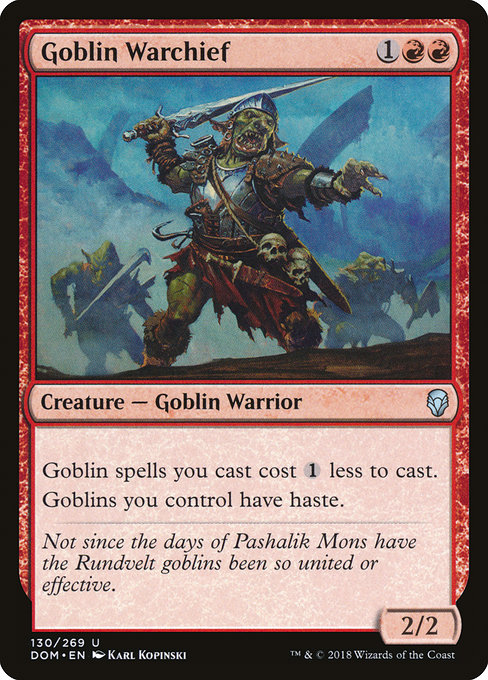 Goblin Warchief 1
Creature — Goblin Warrior
Goblin spells you cast cost 1 less to cast.
Goblins you control have haste.
Not since the days of Pashalik Mons have
the Rundvelt goblins been so united or
effective.
2/2
130/269 U
DOM • EN Karl Kopinski
™ & © 2018 Wizards of the Coast